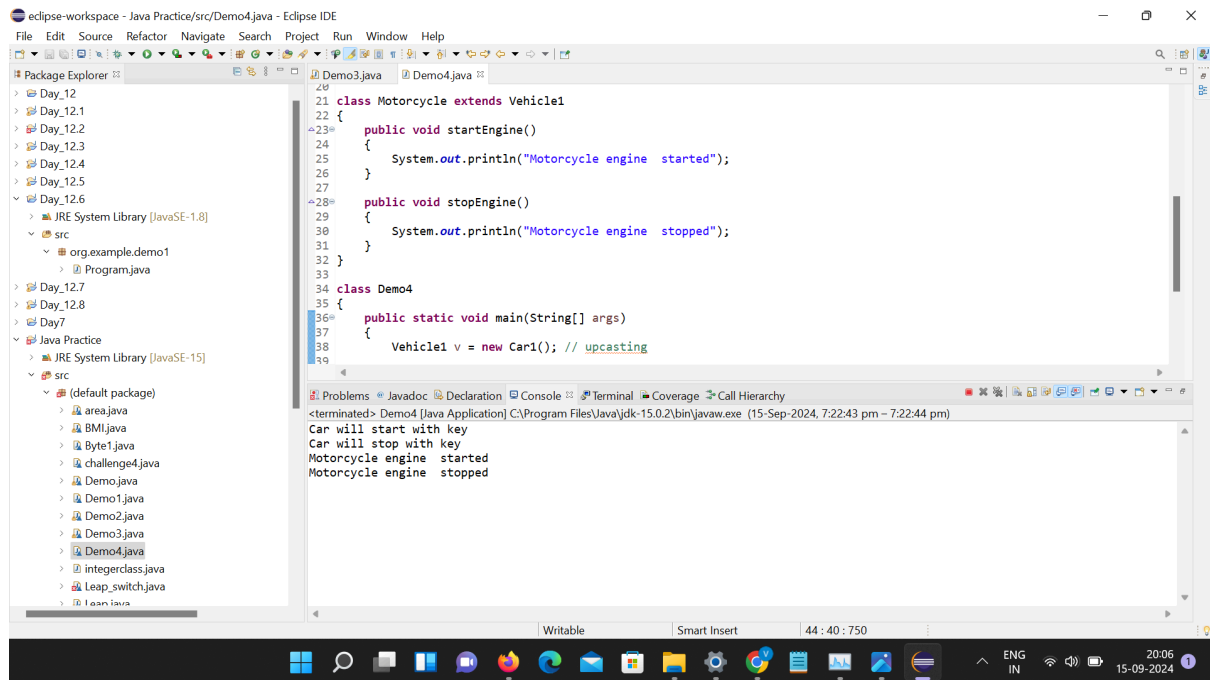 eclipse-workspace - Java Practice/src/Demo4.java - Eclipse IDE
File Edit Source Refactor Navigate Search Project Run Window Help
Package Explorer
Day_12
Day_12.1
Day_12.2
Day_12.3
Day_12.4
Day_12.5
Day_12.6
JRE System Library [JavaSE-1.8]
src
org.example.demo1
Program.java
Day_12.7
Day_12.8
Day7
Java Practice
JRE System Library [JavaSE-15]
src
(default package)
area.java
BMI.java
Byte1.java
challenge4.java
Demo.java
Demo1.java
Demo2.java
Demo3.java
Demo4.java
integerclass.java
Leap_switch.java
Leap.java
Demo3.java Demo4.java
20
21 class Motorcycle extends Vehicle1
22 {
23 public void startEngine()
24 {
25 System.out.println("Motorcycle engine  started");
26 }
27
28 public void stopEngine()
29 {
30 System.out.println("Motorcycle engine  stopped");
31 }
32 }
33
34 class Demo4
35 {
36 public static void main(String[] args)
37 {
38 Vehicle1 v = new Car1(); // upcasting
39
Problems Javadoc Declaration Console Terminal Coverage Call Hierarchy
<terminated> Demo4 [Java Application] C:\Program Files\Java\jdk-15.0.2\bin\javaw.exe (15-Sep-2024, 7:22:43 pm – 7:22:44 pm)
Car will start with key
Car will stop with key
Motorcycle engine  started
Motorcycle engine  stopped
Writable Smart Insert 44 : 40 : 750
ENG
IN
20:06
15-09-2024
1